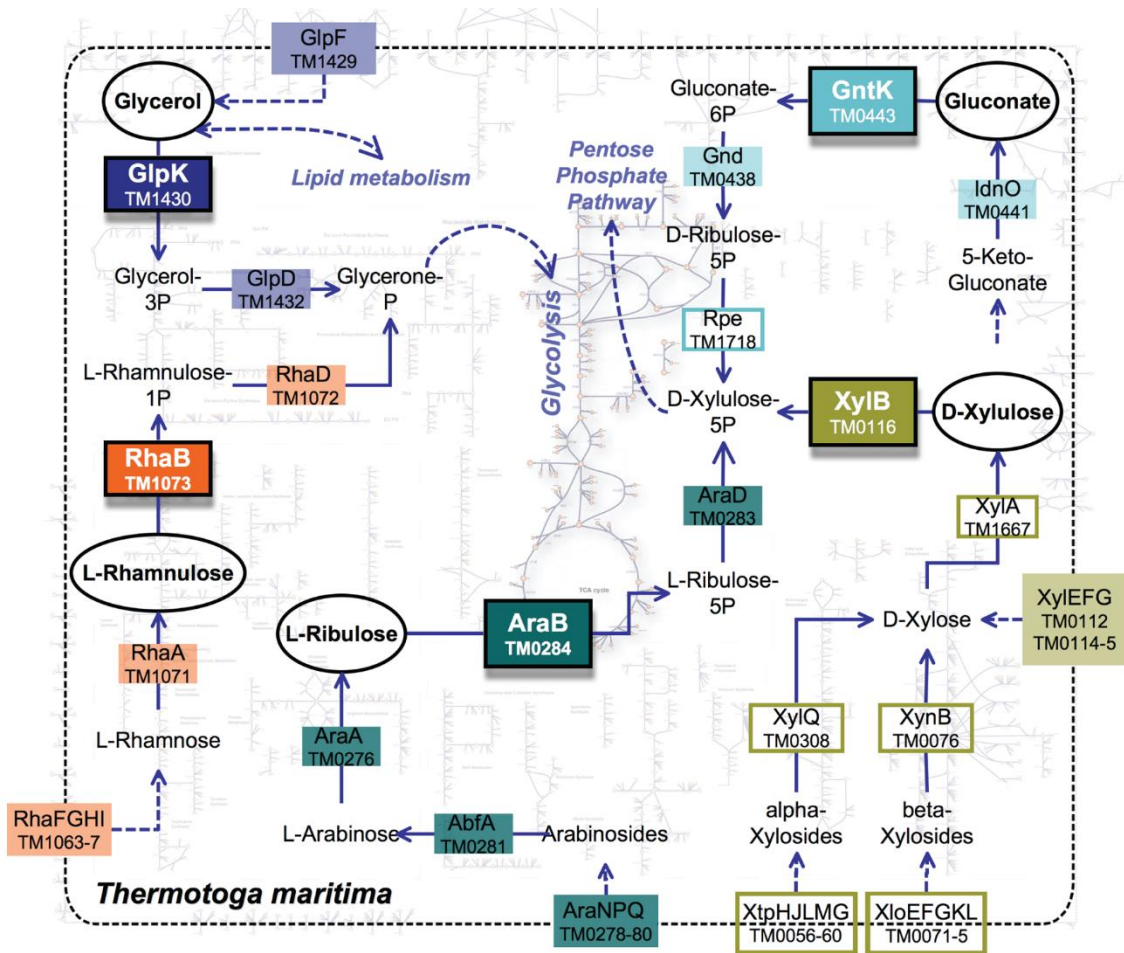 GlpF
TM1429
Glycerol
GlpK
TM1430
Lipid metabolism
Glycerol-
3P
GlpD
TM1432
Glycerone-
P
L-Rhamnulose-
1P
RhaD
TM1072
RhaB
TM1073
L-Rhamnulose
RhaA
TM1071
L-Rhamnose
RhaFGHI
TM1063-7
Thermotoga maritima
Glycolysis
Pentose
Phosphate
Pathway
Gluconate-
6P
GntK
TM0443
Gluconate
Gnd
TM0438
IdnO
TM0441
D-Ribulose-
5P
5-Keto-
Gluconate
Rpe
TM1718
D-Xylulose-
5P
XylB
TM0116
D-Xylulose
AraD
TM0283
XylA
TM1667
L-Ribulose-
5P
TCA cycle
L-Ribulose
AraB
TM0284
D-Xylose
XylEFG
TM0112
TM0114-5
AraA
TM0276
XylQ
TM0308
XynB
TM0076
L-Arabinose
AbfA
TM0281
Arabinosides
alpha-
Xylosides
beta-
Xylosides
AraNPQ
TM0278-80
XtpHJLMG
TM0056-60
XloEFGKL
TM0071-5